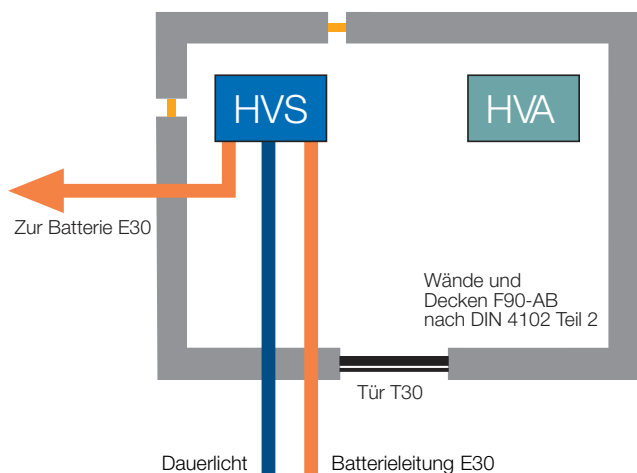 HVS
HVA
Zur Batterie E30
Wände und
Decken F90-AB
nach DIN 4102 Teil 2
Tür T30
Dauerlicht
Batterieleitung E30